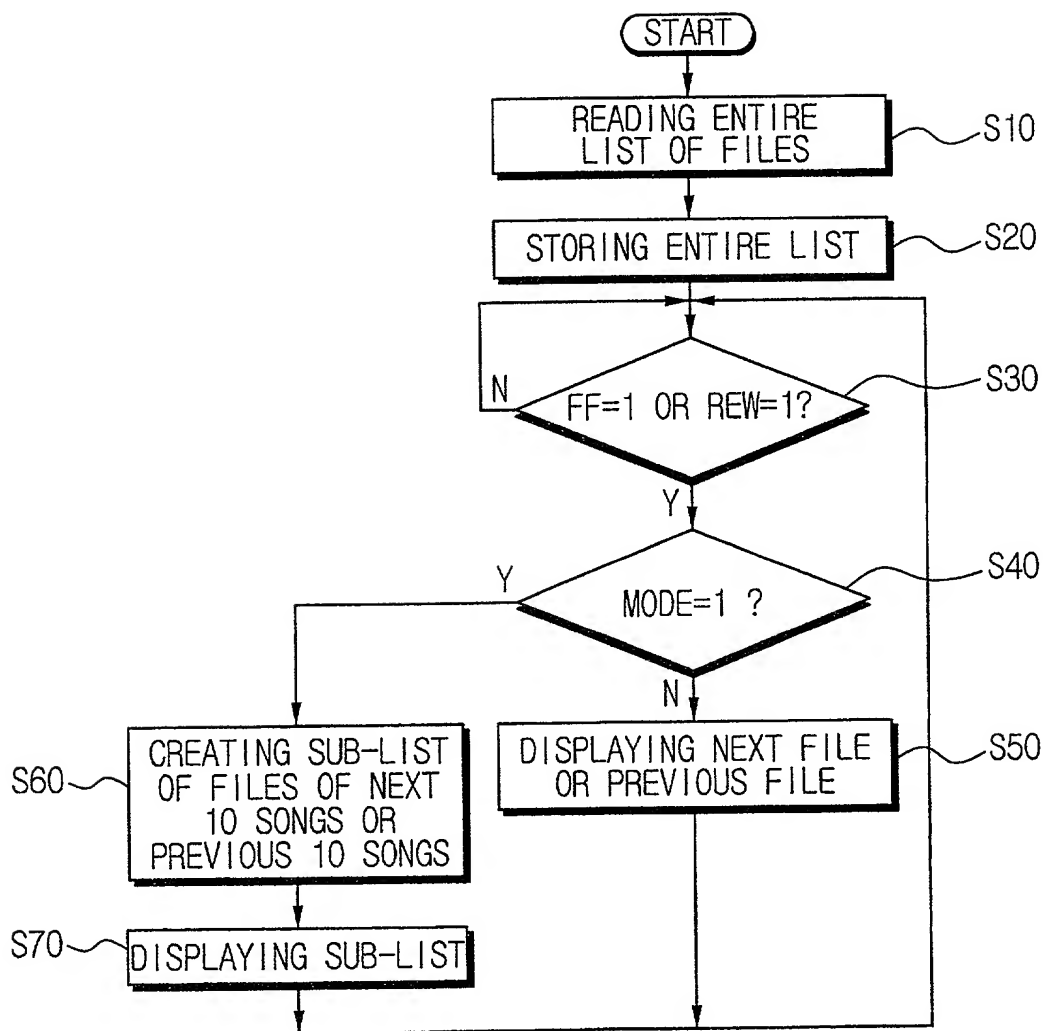 START
READING ENTIRE
LIST OF FILES
S10
STORING ENTIRE LIST
S20
N
FF=1 OR REW=1?
S30
Y
Y
MODE=1 ?
S40
N
S60
CREATING SUB-LIST
OF FILES OF NEXT
10 SONGS OR
PREVIOUS 10 SONGS
DISPLAYING NEXT FILE
OR PREVIOUS FILE
S50
S70
DISPLAYING SUB-LIST